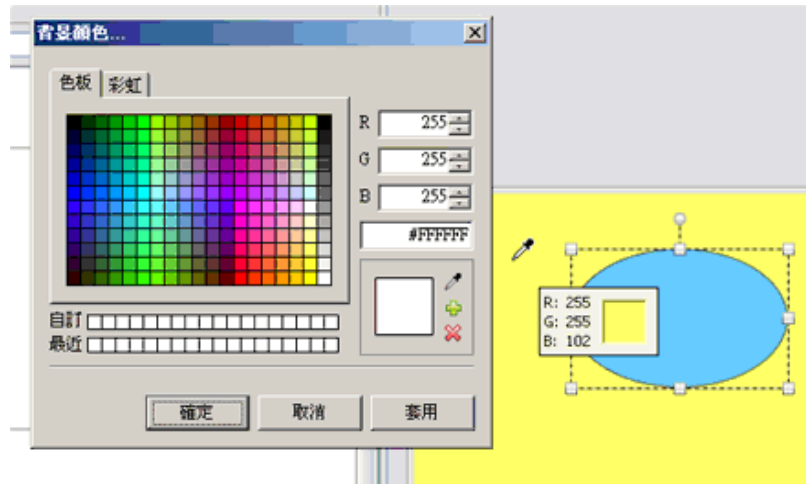 背景顏色...
色板 彩虹
R 255
G 255
B 255
#FFFFFF
自訂
最近
確定 取消 套用
R: 255
G: 255
B: 102